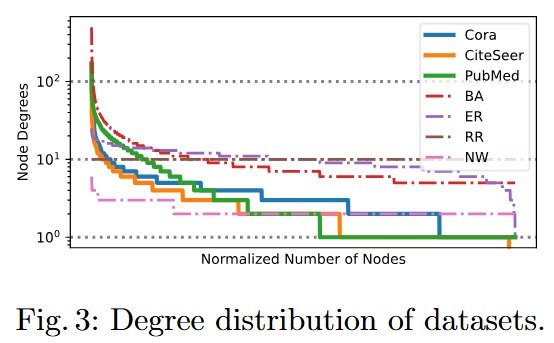 Cora
CiteSeer
PubMed
BA
ER
RR
NW
10²
10¹
10⁰
Node Degrees
Normalized Number of Nodes
Fig. 3: Degree distribution of datasets.